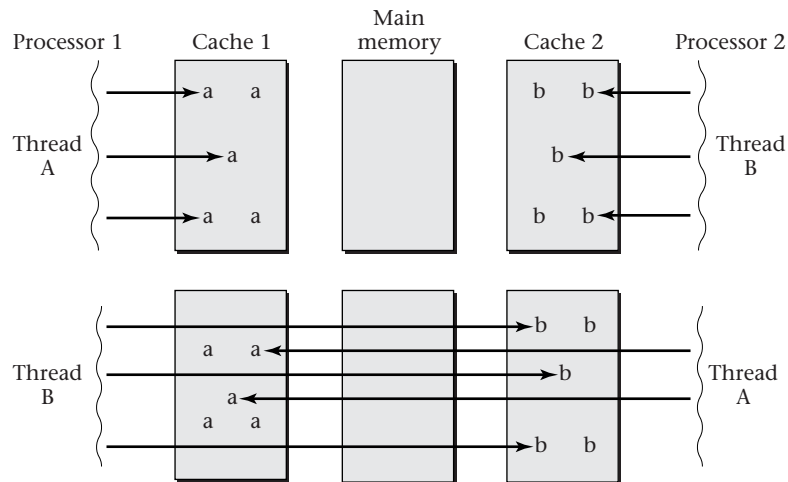 Main
Processor 1 Cache 1 memory Cache 2 Processor 2
a a b b
Thread A
a b
Thread B
a a b b
b b
a a
Thread B
b
Thread A
a
a a
b b